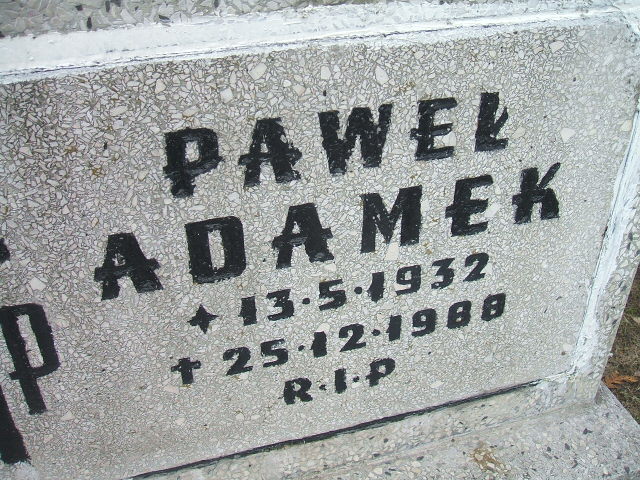 PAWEŁ
ADAMEK
✦ 13·5·1932
✝ 25·12·1988
R·I·P